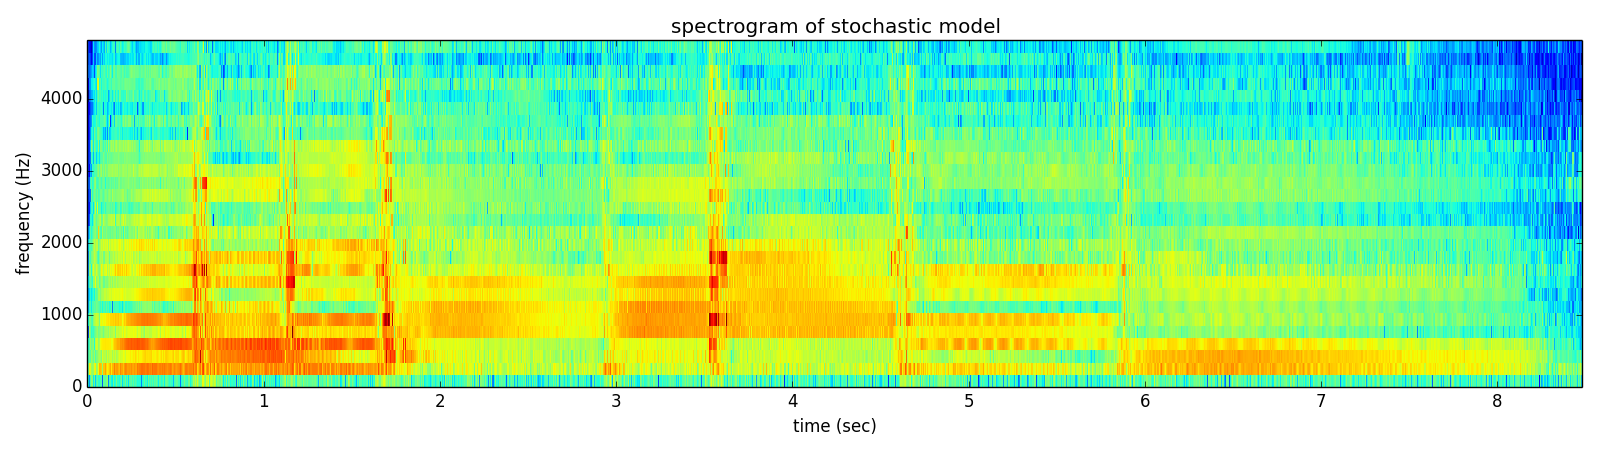 spectrogram of stochastic model
frequency (Hz)
4000
3000
2000
1000
0
0 1 2 3 4 5 6 7 8
time (sec)